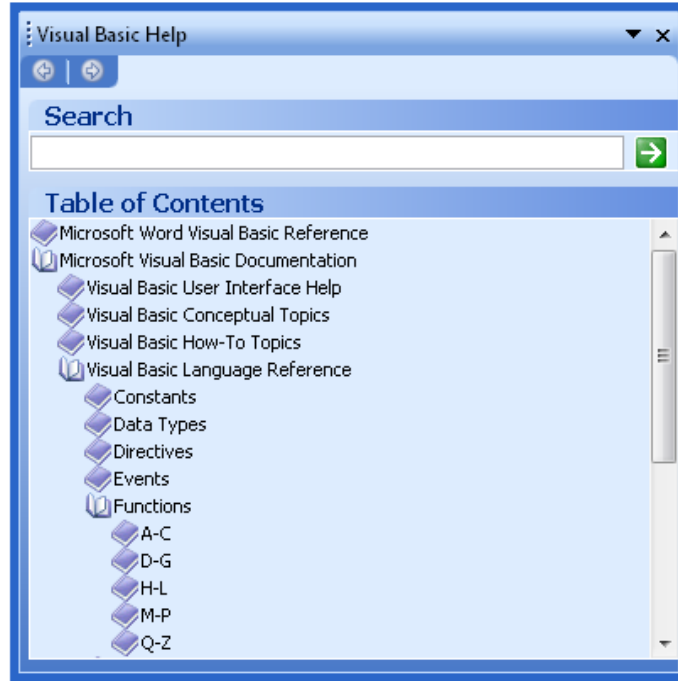 Visual Basic Help
Search
Table of Contents
Microsoft Word Visual Basic Reference
Microsoft Visual Basic Documentation
Visual Basic User Interface Help
Visual Basic Conceptual Topics
Visual Basic How-To Topics
Visual Basic Language Reference
Constants
Data Types
Directives
Events
Functions
A-C
D-G
H-L
M-P
Q-Z